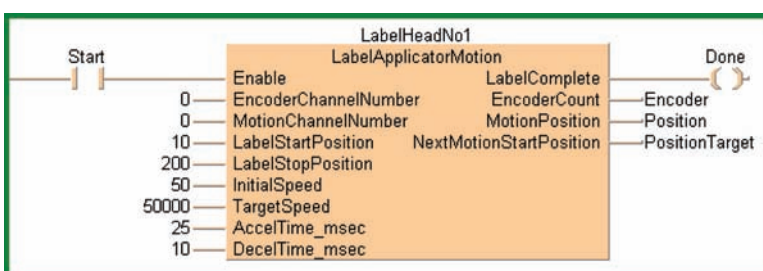 LabelHeadNo1
Start LabelApplicatorMotion Done
Enable LabelComplete
0 EncoderChannelNumber EncoderCount Encoder
0 MotionChannelNumber MotionPosition Position
10 LabelStartPosition NextMotionStartPosition PositionTarget
200 LabelStopPosition
50 InitialSpeed
50000 TargetSpeed
25 AccelTime_msec
10 DecelTime_msec